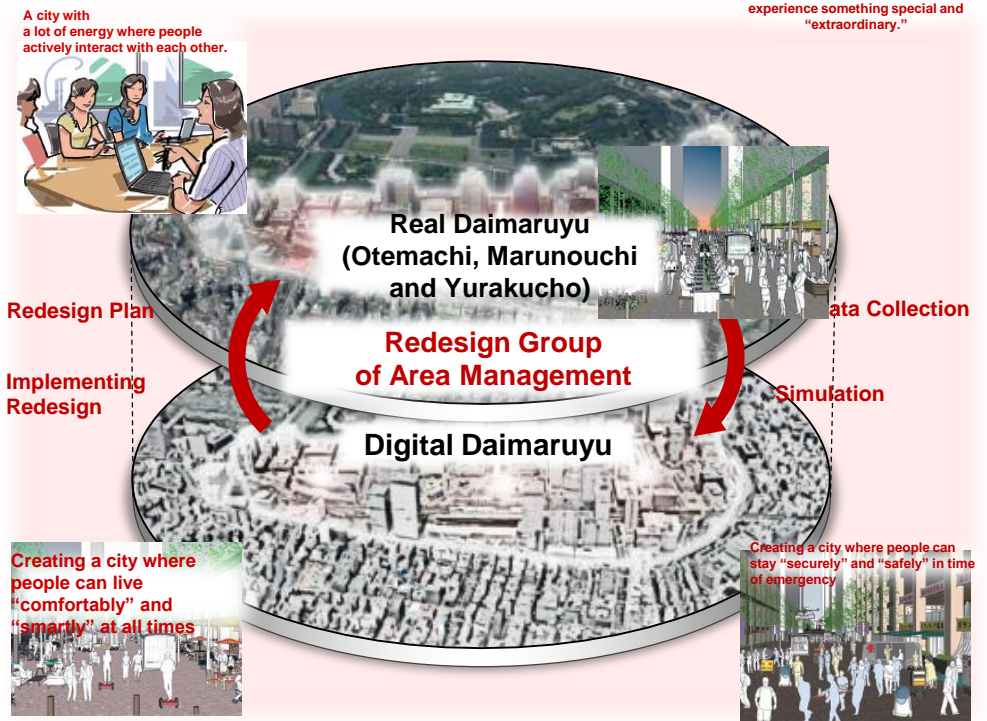 A city with
a lot of energy where people
actively interact with each other.
experience something special and
“extraordinary.”
Real Daimaruyu
(Otemachi, Marunouchi
and Yurakucho)
Redesign Plan
ata Collection
Redesign Group
of Area Management
Implementing
Redesign
Simulation
Digital Daimaruyu
Creating a city where
people can live
“comfortably” and
“smartly” at all times
Creating a city where people can
stay “securely” and “safely” in time
of emergency